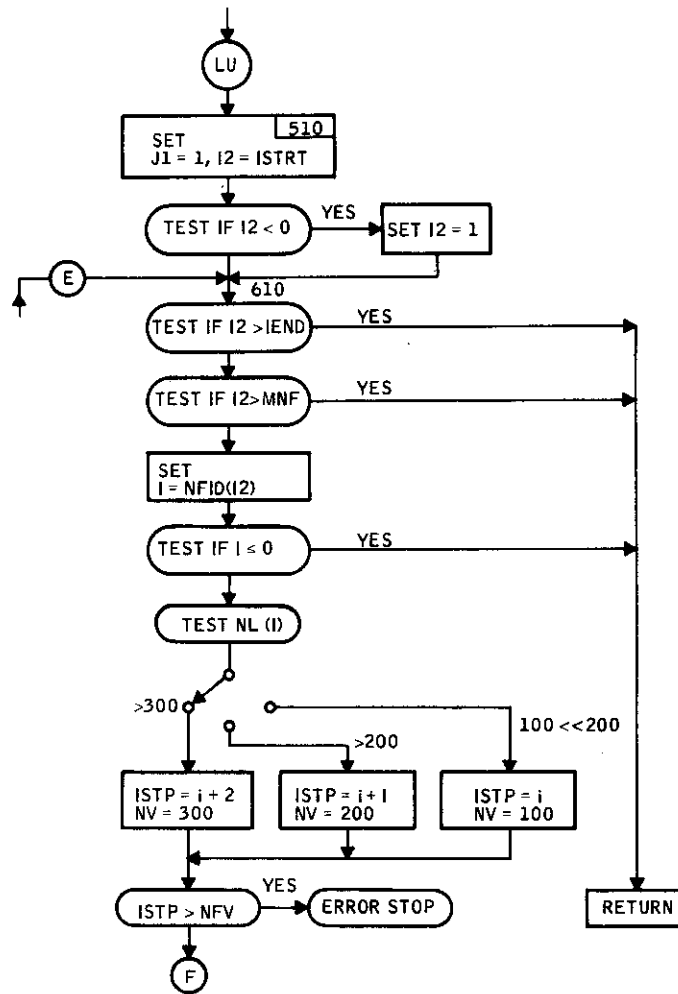 LU
510
SET
J1 = 1, I2 = ISTRT
TEST IF I2 < 0
YES
SET I2 = 1
E
610
TEST IF I2 > IEND
YES
TEST IF I2 > MNF
YES
SET
I = NFID(I2)
TEST IF I ≤ 0
YES
TEST NL (I)
>300
>200
100 <<200
ISTP = i + 2
NV = 300
ISTP = i + I
NV = 200
ISTP = i
NV = 100
ISTP > NFV
YES
ERROR STOP
RETURN
F